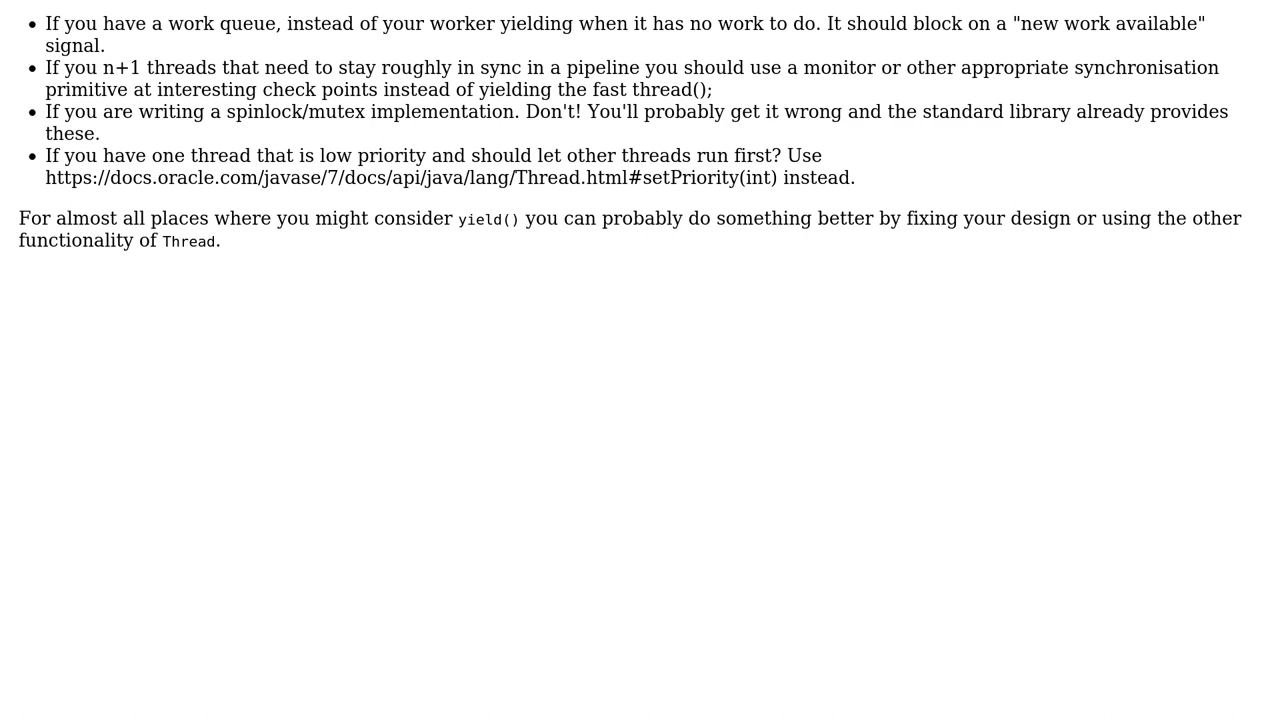 If you have a work queue, instead of your worker yielding when it has no work to do. It should block on a "new work available"
signal.
If you n+1 threads that need to stay roughly in sync in a pipeline you should use a monitor or other appropriate synchronisation
primitive at interesting check points instead of yielding the fast thread();
If you are writing a spinlock/mutex implementation. Don't! You'll probably get it wrong and the standard library already provides
these.
If you have one thread that is low priority and should let other threads run first? Use
https://docs.oracle.com/javase/7/docs/api/java/lang/Thread.html#setPriority(int) instead.
For almost all places where you might consider yield() you can probably do something better by fixing your design or using the other
functionality of Thread.